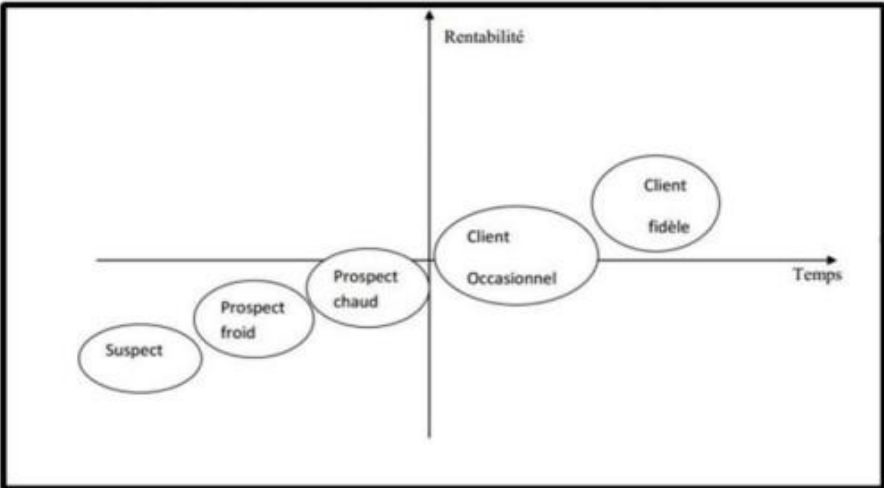 Rentabilité
Client
fidèle
Client
Occasionnel
Temps
Prospect
chaud
Prospect
froid
Suspect